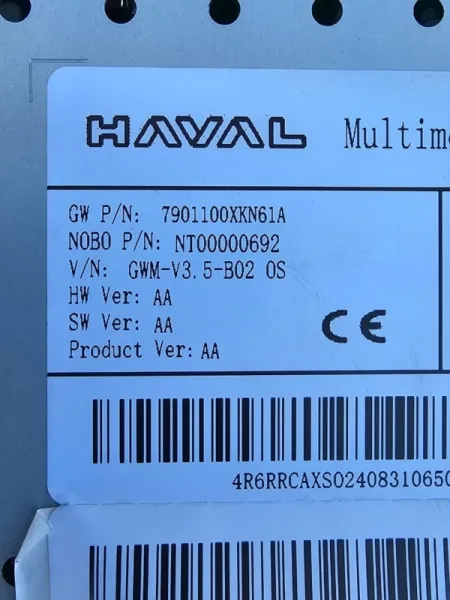 HAVAL
GW P/N: 7901100XKN61A
NOBO P/N: NT00000692
V/N: GWM-V3.5-B02 OS
HW Ver: AA
SW Ver: AA
Product Ver: AA
CE
4R6RRCAXS02408310650